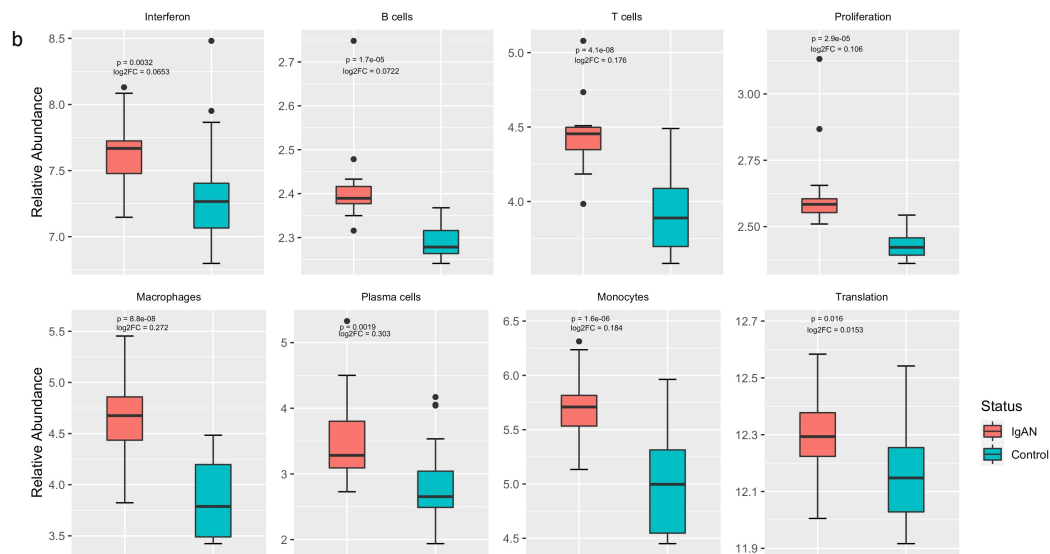 b
Interferon
B cells
T cells
Proliferation
Relative Abundance
8.5
8.0
7.5
7.0
p = 0.0032
log2FC = 0.0653
2.7
2.6
2.5
2.4
2.3
p = 1.7e-05
log2FC = 0.0722
5.0
4.5
4.0
p = 4.1e-08
log2FC = 0.176
3.00
2.75
2.50
p = 2.9e-05
log2FC = 0.106
Macrophages
Plasma cells
Monocytes
Translation
Relative Abundance
5.5
5.0
4.5
4.0
3.5
p = 8.8e-08
log2FC = 0.272
5
4
3
2
p = 0.0019
log2FC = 0.303
6.5
6.0
5.5
5.0
4.5
p = 1.6e-06
log2FC = 0.184
12.7
12.5
12.3
12.1
11.9
p = 0.016
log2FC = 0.0153
Status
IgAN
Control